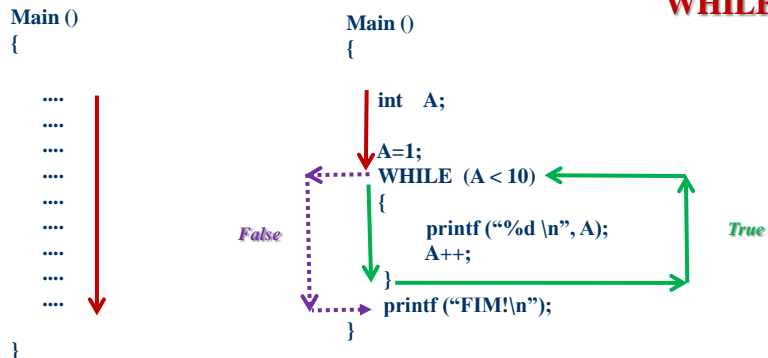 WHILE
Main ()
{
....
....
....
....
....
....
....
....
....
}
Main ()
{
int A;
A=1;
WHILE (A < 10)
{
printf (“%d \n”, A);
A++;
}
printf (“FIM!\n”);
}
False
True